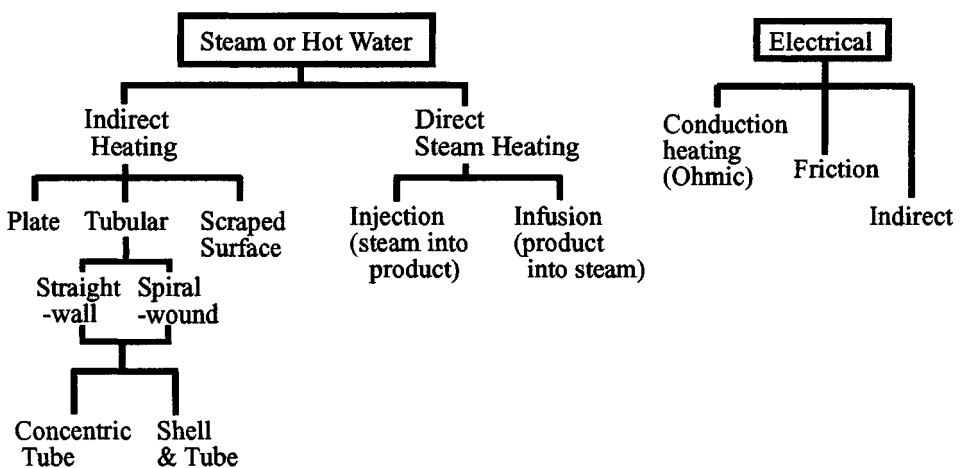 Steam or Hot Water
Electrical
Indirect
Heating
Direct
Steam Heating
Conduction
heating
(Ohmic)
Friction
Indirect
Plate
Tubular
Scraped
Surface
Injection
(steam into
product)
Infusion
(product
into steam)
Straight
-wall
Spiral
-wound
Concentric
Tube
Shell
& Tube